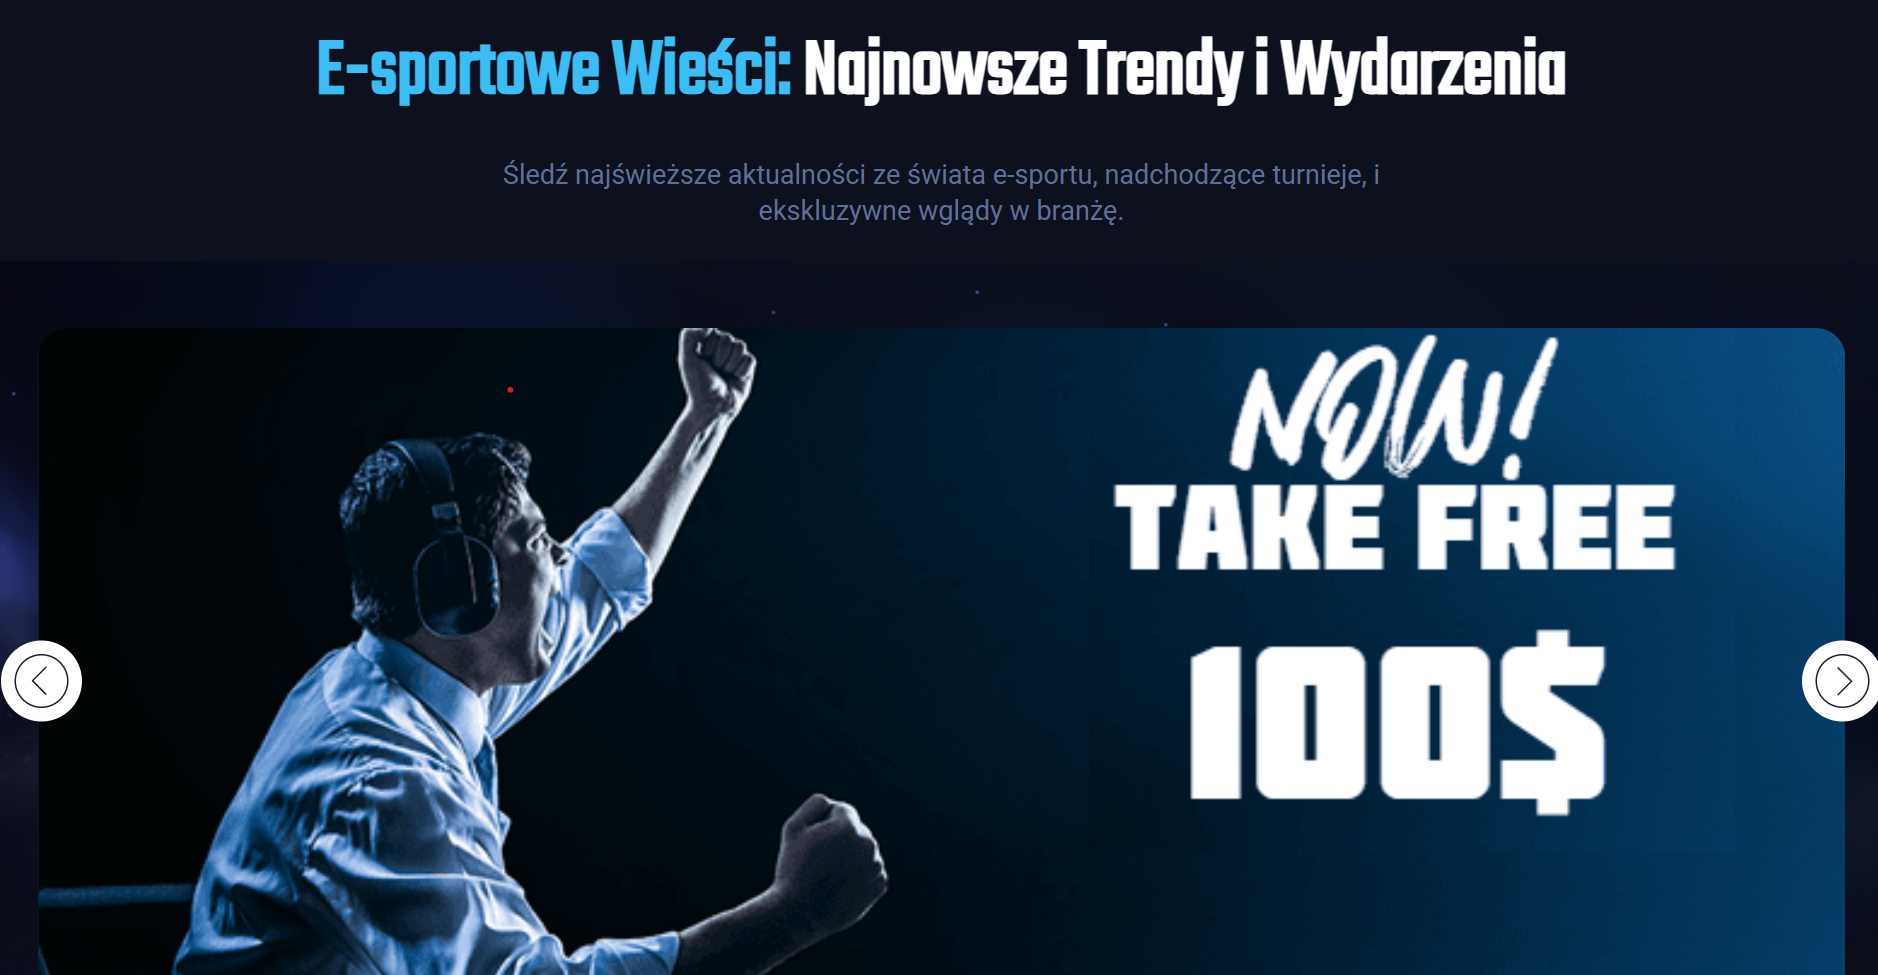 E-sportowe Wieści: Najnowsze Trendy i Wydarzenia
Śledź najświeższe aktualności ze świata e-sportu, nadchodzące turnieje, i
ekskluzywne wglądy w branżę.
NOW!
TAKE FREE
100$